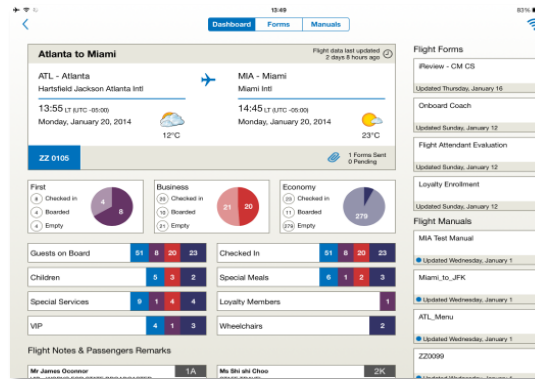 13:49
83%
Dashboard Forms Manuals
Atlanta to Miami
Flight data last updated
2 days 8 hours ago
ATL - Atlanta
Hartsfield Jackson Atlanta Intl
MIA - Miami
Miami Intl
13:55 LT (UTC -05:00)
Monday, January 20, 2014
12°C
14:45 LT (UTC -05:00)
Monday, January 20, 2014
23°C
ZZ 0105
1 Forms Sent
0 Pending
First
8 Checked in
4 Boarded
4 Empty
4
8
Business
20 Checked in
10 Boarded
21 Empty
21
20
Economy
23 Checked in
11 Boarded
279 Empty
279
Guests on Board 51 8 20 23
Checked In 51 8 20 23
Children 5 3 2
Special Meals 6 1 2 3
Special Services 9 1 4 4
Loyalty Members 1
VIP 4 1 3
Wheelchairs 2
Flight Notes & Passengers Remarks
Mr James Oconnor 1A
Ms Shi shi Choo 2K
Flight Forms
iReview - CM CS
Updated Thursday, January 16
Onboard Coach
Updated Sunday, January 12
Flight Attendant Evaluation
Updated Sunday, January 12
Loyalty Enrollment
Updated Sunday, January 12
Flight Manuals
MIA Test Manual
Updated Wednesday, January 1
Miami_to_JFK
Updated Wednesday, January 1
ATL_Menu
Updated Wednesday, January 1
ZZ0099